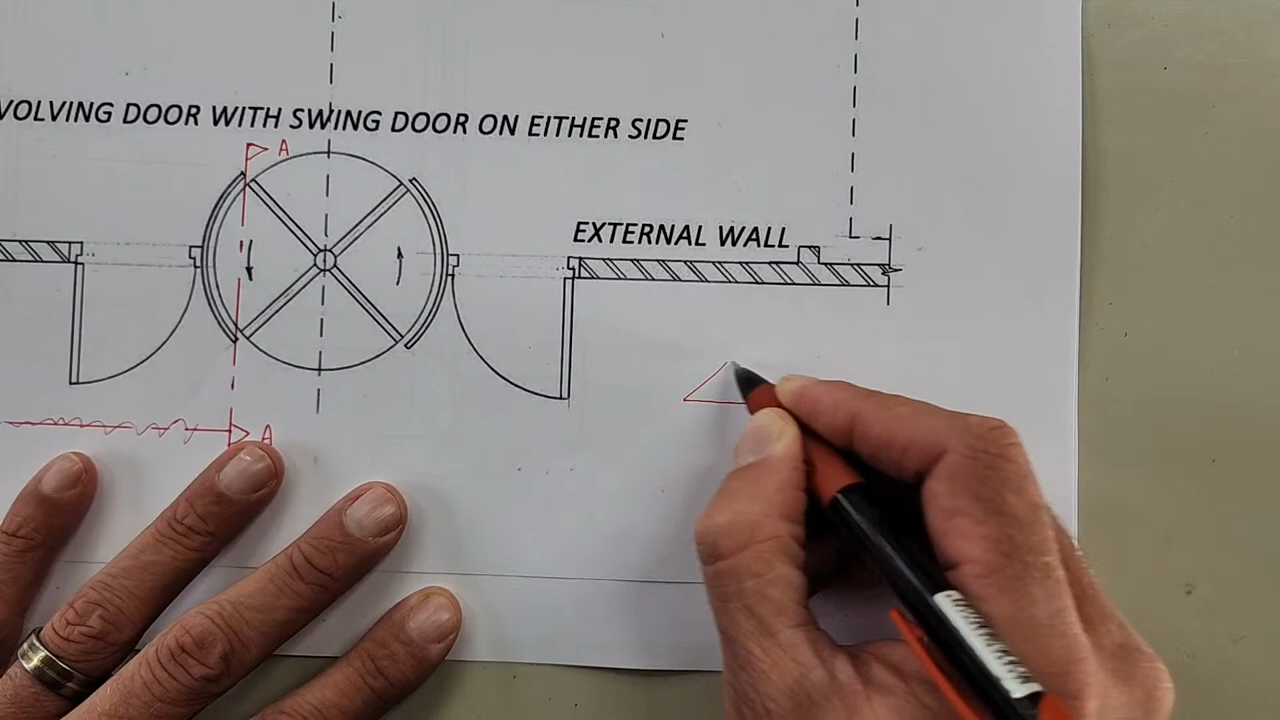 VOLVING DOOR WITH SWING DOOR ON EITHER SIDE
A
EXTERNAL WALL
A